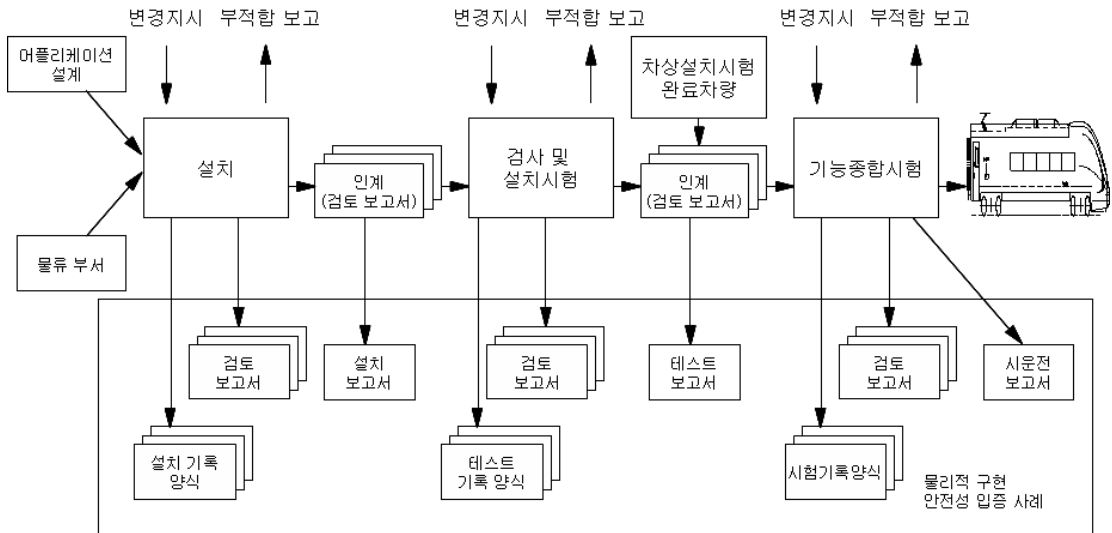 변경지시 부적합 보고
변경지시 부적합 보고
변경지시 부적합 보고
어플리케이션
설계
차상설치시험
완료차량
설치
인계
(검토 보고서)
검사 및
설치시험
인계
(검토 보고서)
기능종합시험
물류 부서
검토
보고서
설치
보고서
검토
보고서
테스트
보고서
검토
보고서
시운전
보고서
설치 기록
양식
테스트
기록 양식
시험기록양식
물리적 구현
안전성 입증 사례